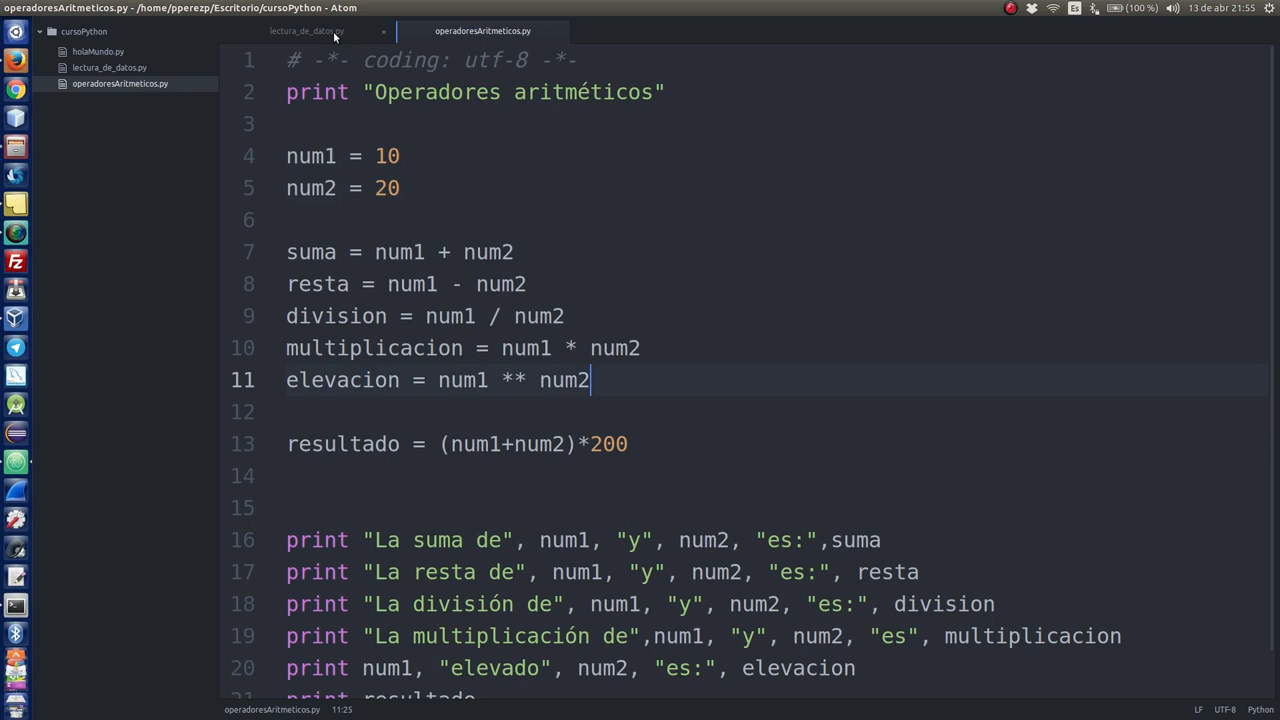 operadoresAritmeticos.py - /home/pperezp/Escritorio/cursoPython - Atom
Es
(100 %)
13 de abr 21:55
cursoPython
holaMundo.py
lectura_de_datos.py
operadoresAritmeticos.py
lectura_de_datos.py
operadoresAritmeticos.py
1 # -*- coding: utf-8 -*-
2 print "Operadores aritméticos"
3
4 num1 = 10
5 num2 = 20
6
7 suma = num1 + num2
8 resta = num1 - num2
9 division = num1 / num2
10 multiplicacion = num1 * num2
11 elevacion = num1 ** num2
12
13 resultado = (num1+num2)*200
14
15
16 print "La suma de", num1, "y", num2, "es:",suma
17 print "La resta de", num1, "y", num2, "es:", resta
18 print "La división de", num1, "y", num2, "es:", division
19 print "La multiplicación de",num1, "y", num2, "es", multiplicacion
20 print num1, "elevado", num2, "es:", elevacion
21 print resultado
operadoresAritmeticos.py 11:25
LF UTF-8 Python